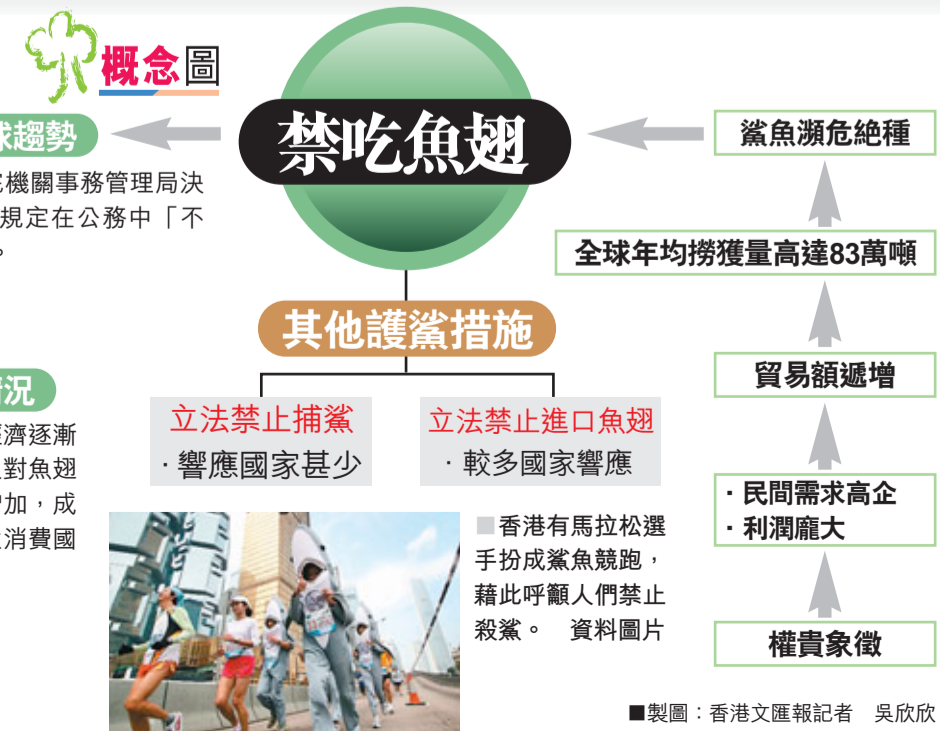 概念圖
禁吃魚翅
球趨勢
機關事務管理局決
規定在公務中「不
。
況
濟逐漸
對魚翅
加，成
消費國
其他護鯊措施
立法禁止捕鯊
·響應國家甚少
立法禁止進口魚翅
·較多國家響應
■香港有馬拉松選
手扮成鯊魚競跑，
藉此呼籲人們禁止
殺鯊。 資料圖片
鯊魚瀕危絕種
全球年均撈獲量高達83萬噸
貿易額遞增
·民間需求高企
·利潤龐大
權貴象徵
■製圖：香港文匯報記者 吳欣欣